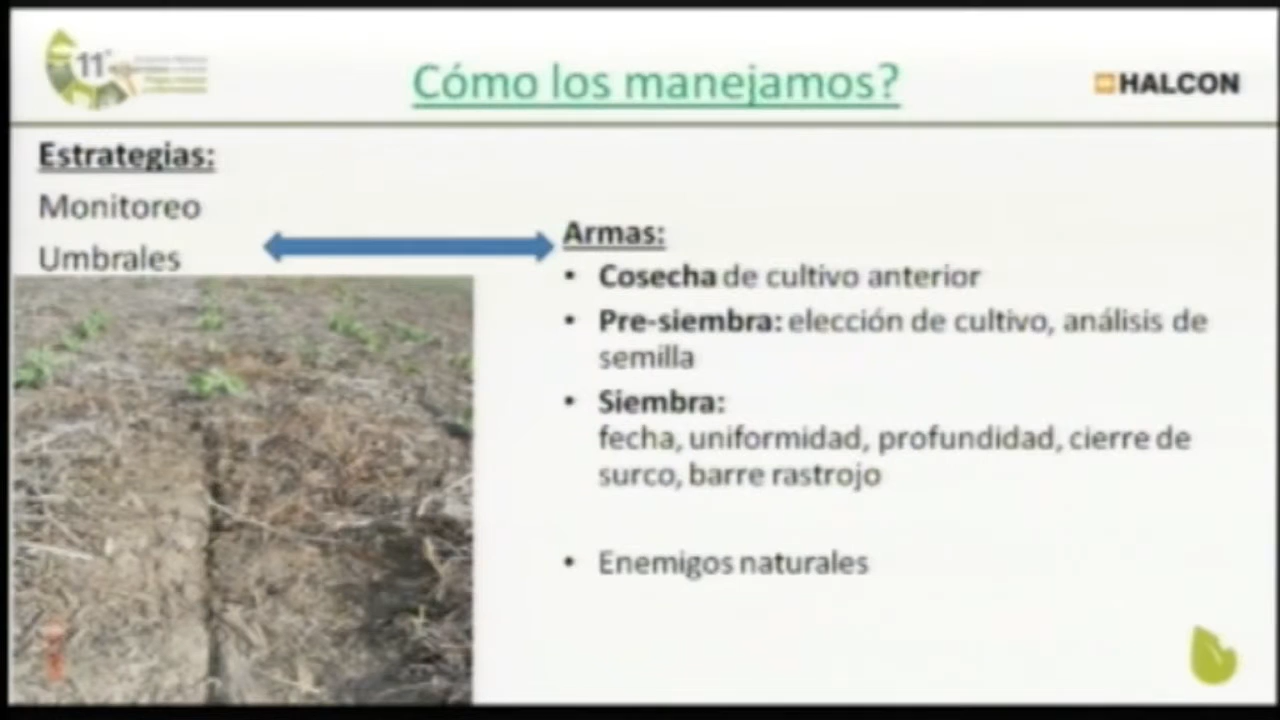 11°
Cómo los manejamos?
HALCON
Estrategias:
Monitoreo
Umbrales
Armas:
• Cosecha de cultivo anterior
• Pre-siembra: elección de cultivo, análisis de
semilla
• Siembra:
fecha, uniformidad, profundidad, cierre de
surco, barre rastrojo
• Enemigos naturales